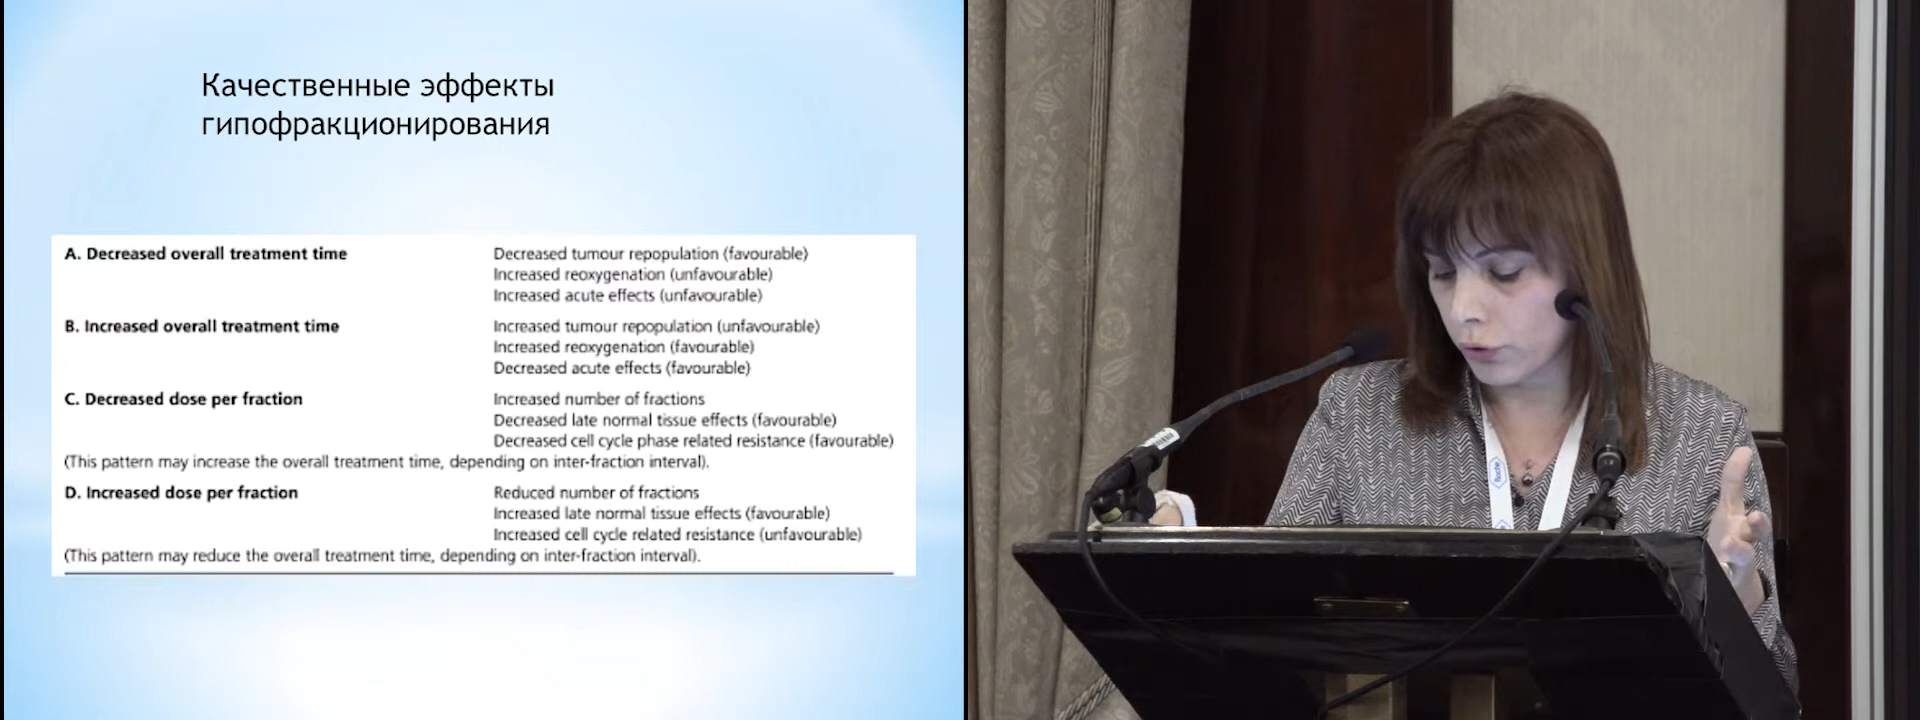 Качественные эффекты
гипофракционирования
A. Decreased overall treatment time
Decreased tumour repopulation (favourable)
Increased reoxygenation (unfavourable)
Increased acute effects (unfavourable)
B. Increased overall treatment time
Increased tumour repopulation (unfavourable)
Increased reoxygenation (favourable)
Decreased acute effects (favourable)
C. Decreased dose per fraction
Increased number of fractions
Decreased late normal tissue effects (favourable)
Decreased cell cycle phase related resistance (favourable)
(This pattern may increase the overall treatment time, depending on inter-fraction interval).
D. Increased dose per fraction
Reduced number of fractions
Increased late normal tissue effects (favourable)
Increased cell cycle related resistance (unfavourable)
(This pattern may reduce the overall treatment time, depending on inter-fraction interval).
Roche